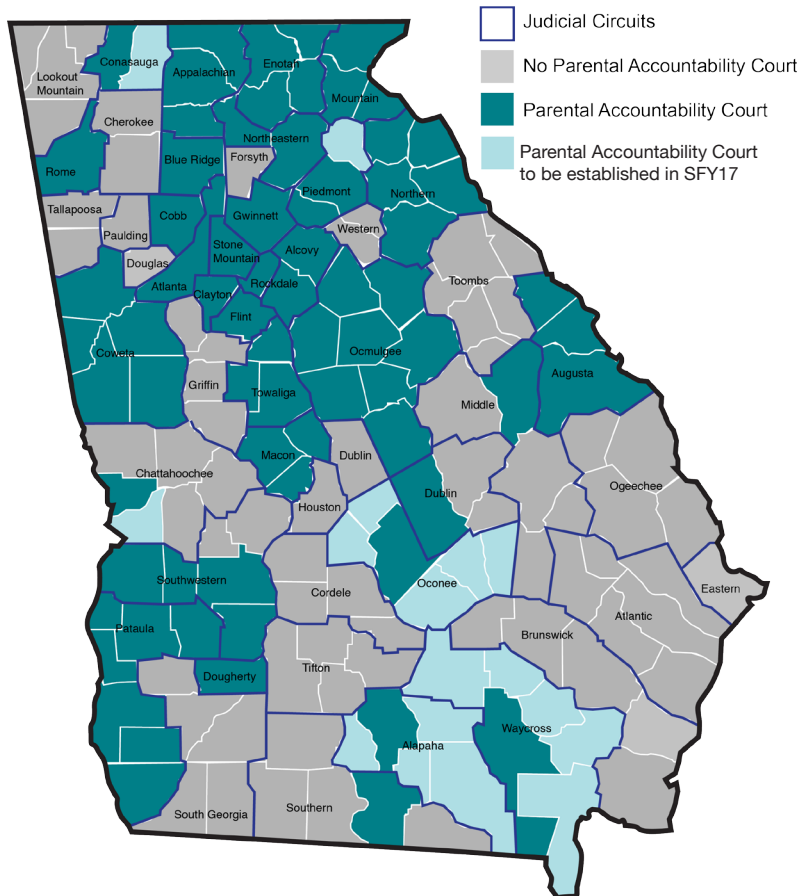 Judicial Circuits
No Parental Accountability Court
Parental Accountability Court
Parental Accountability Court
to be established in SFY17
Lookout
Mountain
Conasauga
Appalachian
Enotah
Mountain
Cherokee
Northeastern
Rome
Blue Ridge
Forsyth
Piedmont
Northern
Tallapoosa
Paulding
Cobb
Gwinnett
Western
Douglas
Stone
Mountain
Alcovy
Atlanta
Clayton
Rockdale
Toombs
Flint
Coweta
Ocmulgee
Griffin
Towaliga
Augusta
Middle
Chattahoochee
Macon
Dublin
Dublin
Houston
Ogeechee
Southwestern
Cordele
Oconee
Eastern
Pataula
Atlantic
Brunswick
Dougherty
Tifton
Alapaha
Waycross
South Georgia
Southern